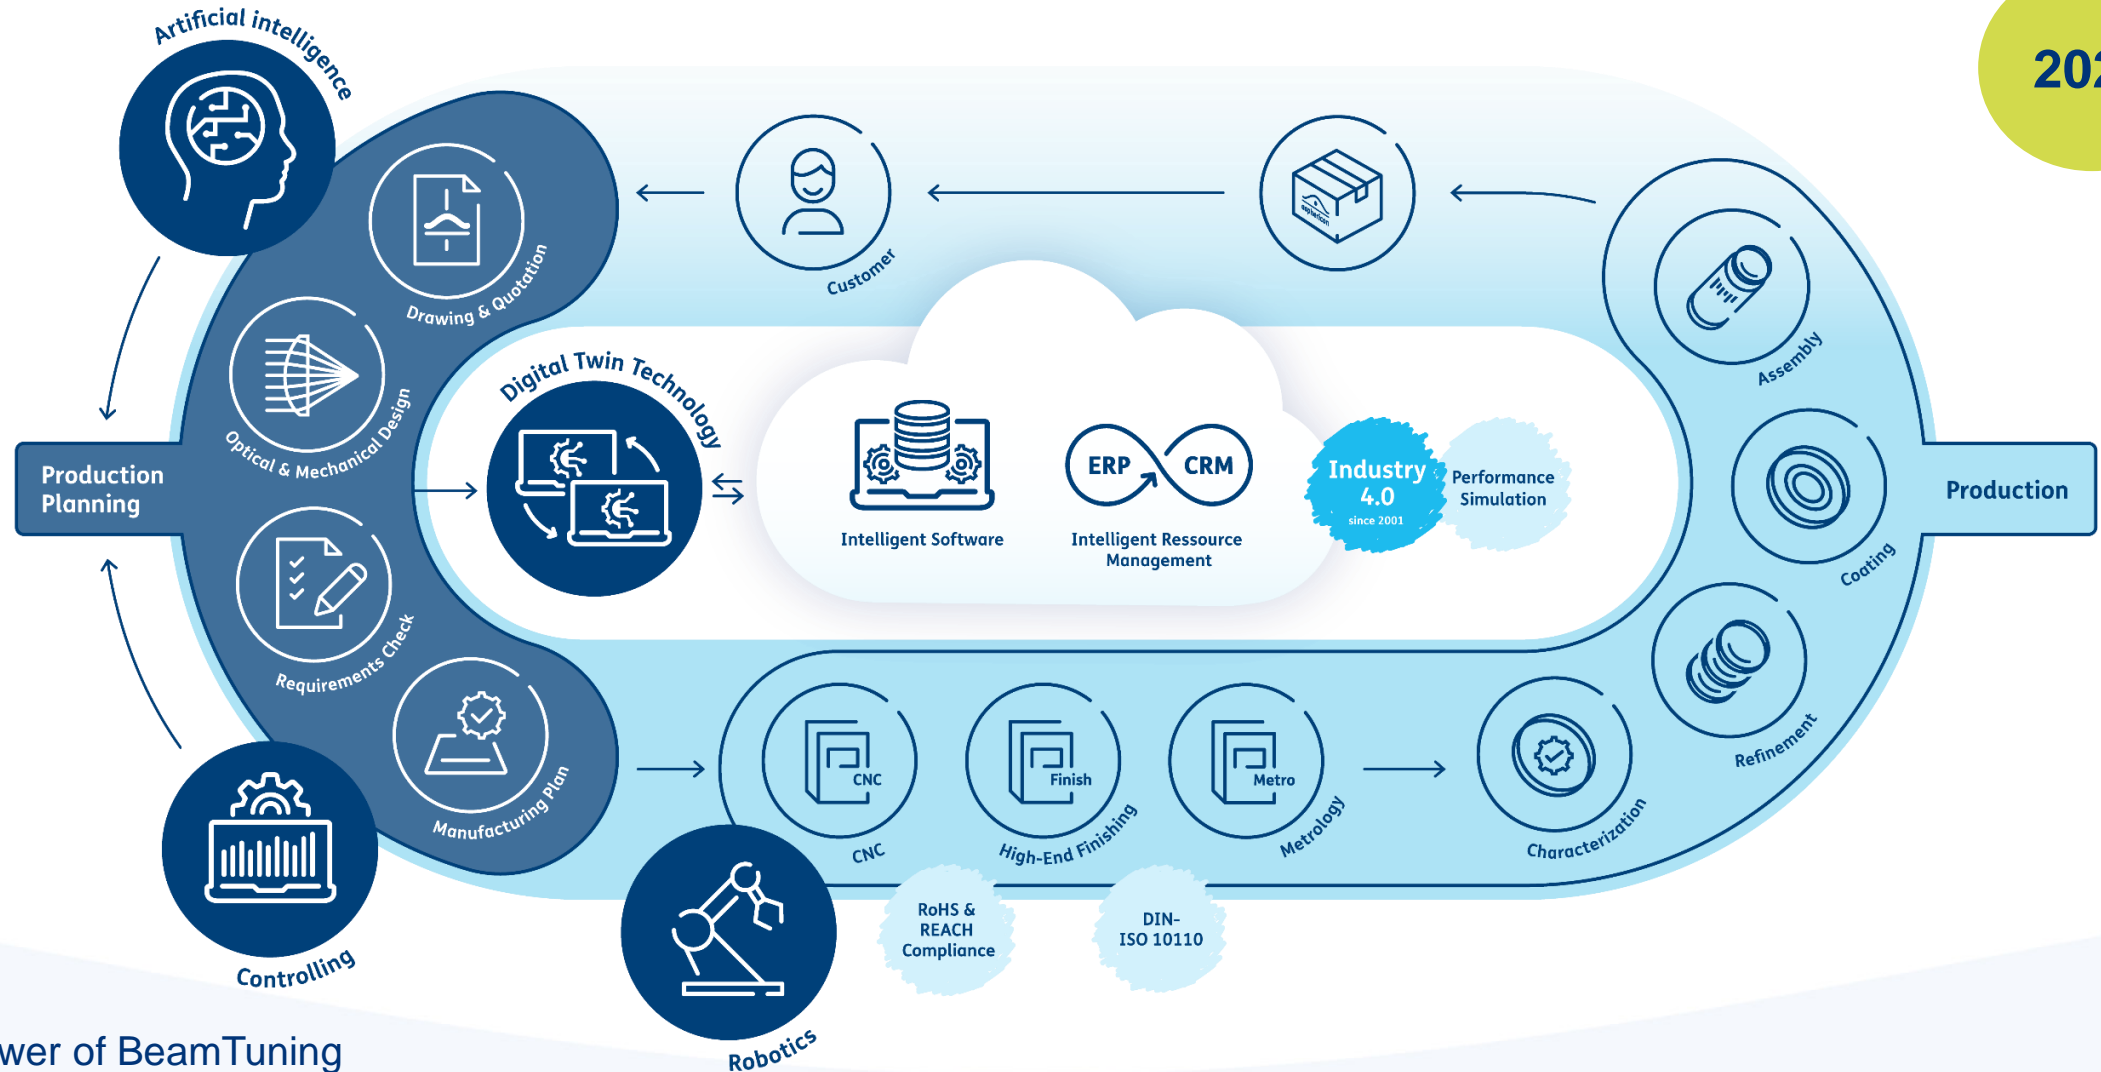 Artificial intelligence
202
Drawing & Quotation
Customer
asphericon
Assembly
Optical & Mechanical Design
Digital Twin Technology
Production
Planning
ERP
CRM
Industry
4.0
since 2001
Performance
Simulation
Intelligent Software
Intelligent Ressource
Management
Coating
Production
Requirements Check
Manufacturing Plan
CNC
Finish
Metro
CNC
High-End Finishing
Metrology
Characterization
Refinement
RoHS &
REACH
Compliance
DIN-
ISO 10110
Controlling
Robotics
wer of BeamTuning